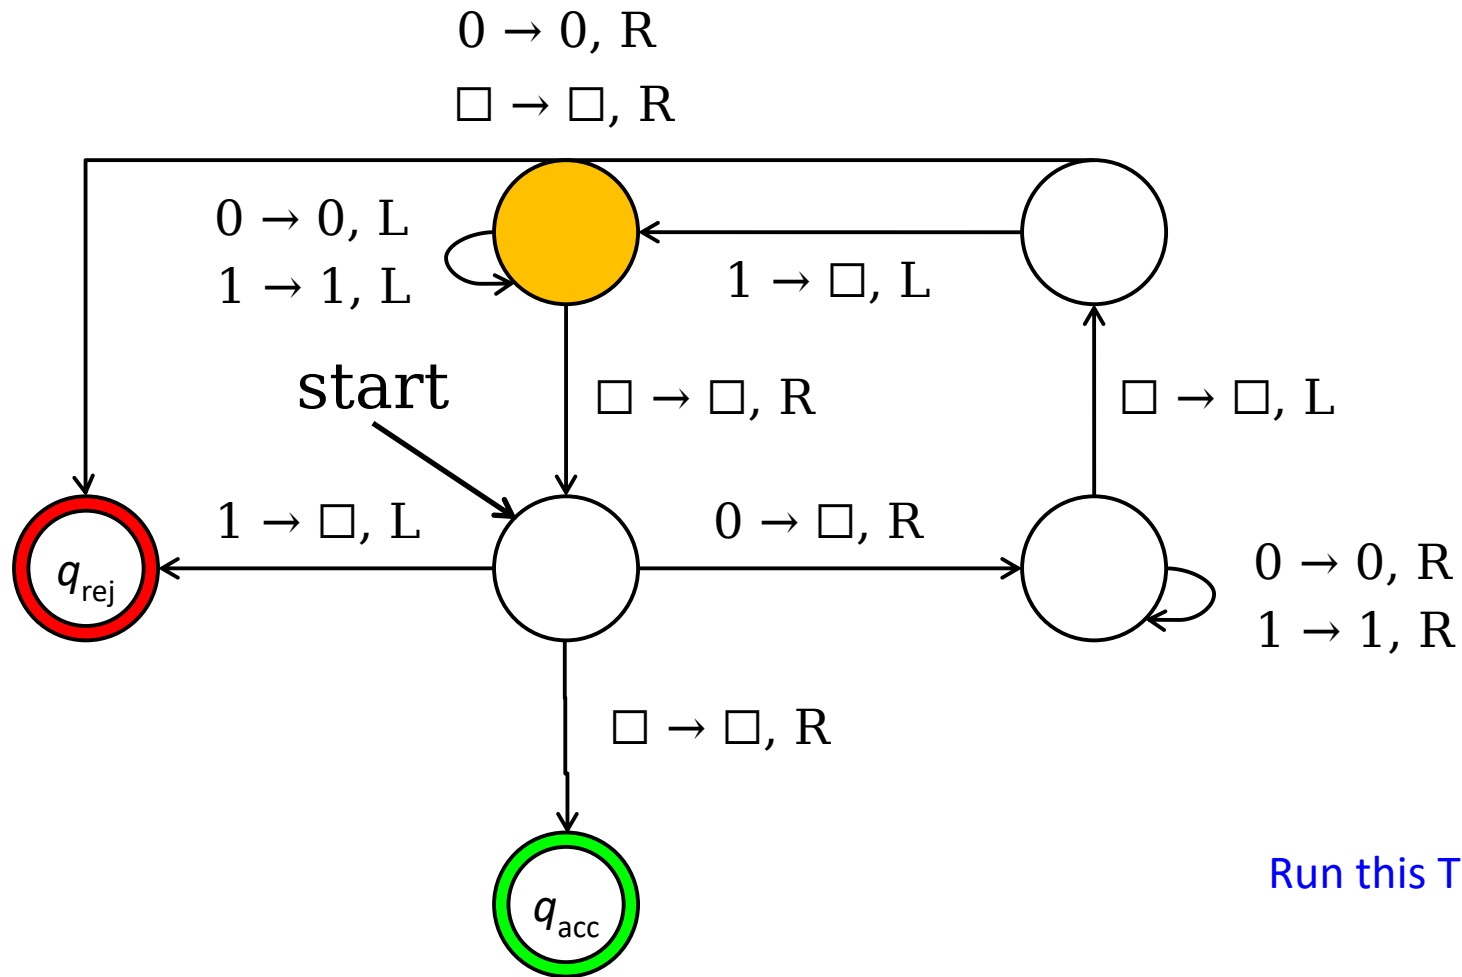 0 → 0, R
□ → □, R
0 → 0, L
1 → 1, L
1 → □, L
start
□ → □, R
□ → □, L
1 → □, L
0 → □, R
q_rej
0 → 0, R
1 → 1, R
□ → □, R
Run this T
q_acc